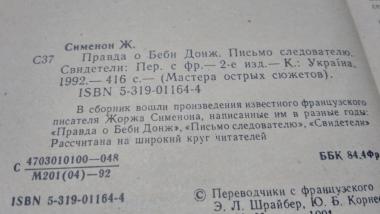 Сименон Ж.
С37 Правда о Беби Донж. Письмо следователю.
Свидетели: Пер. с фр.— 2-е изд.— К.: Україна,
1992.— 416 с.— (Мастера острых сюжетов).
ISBN 5-319-01164-4
В сборник вошли произведения известного французского
писателя Жоржа Сименона, написанные им в разные годы:
«Правда о Беби Донж», «Письмо следователю», «Свидетели»
Рассчитана на широкий круг читателей
С 4703010100—048
М201(04)—92
ББК 84.4Фр
ISBN 5-319-01164-4
© Переводчики с французского
Э. Л. Шрайбер, Ю. Б. Корнее